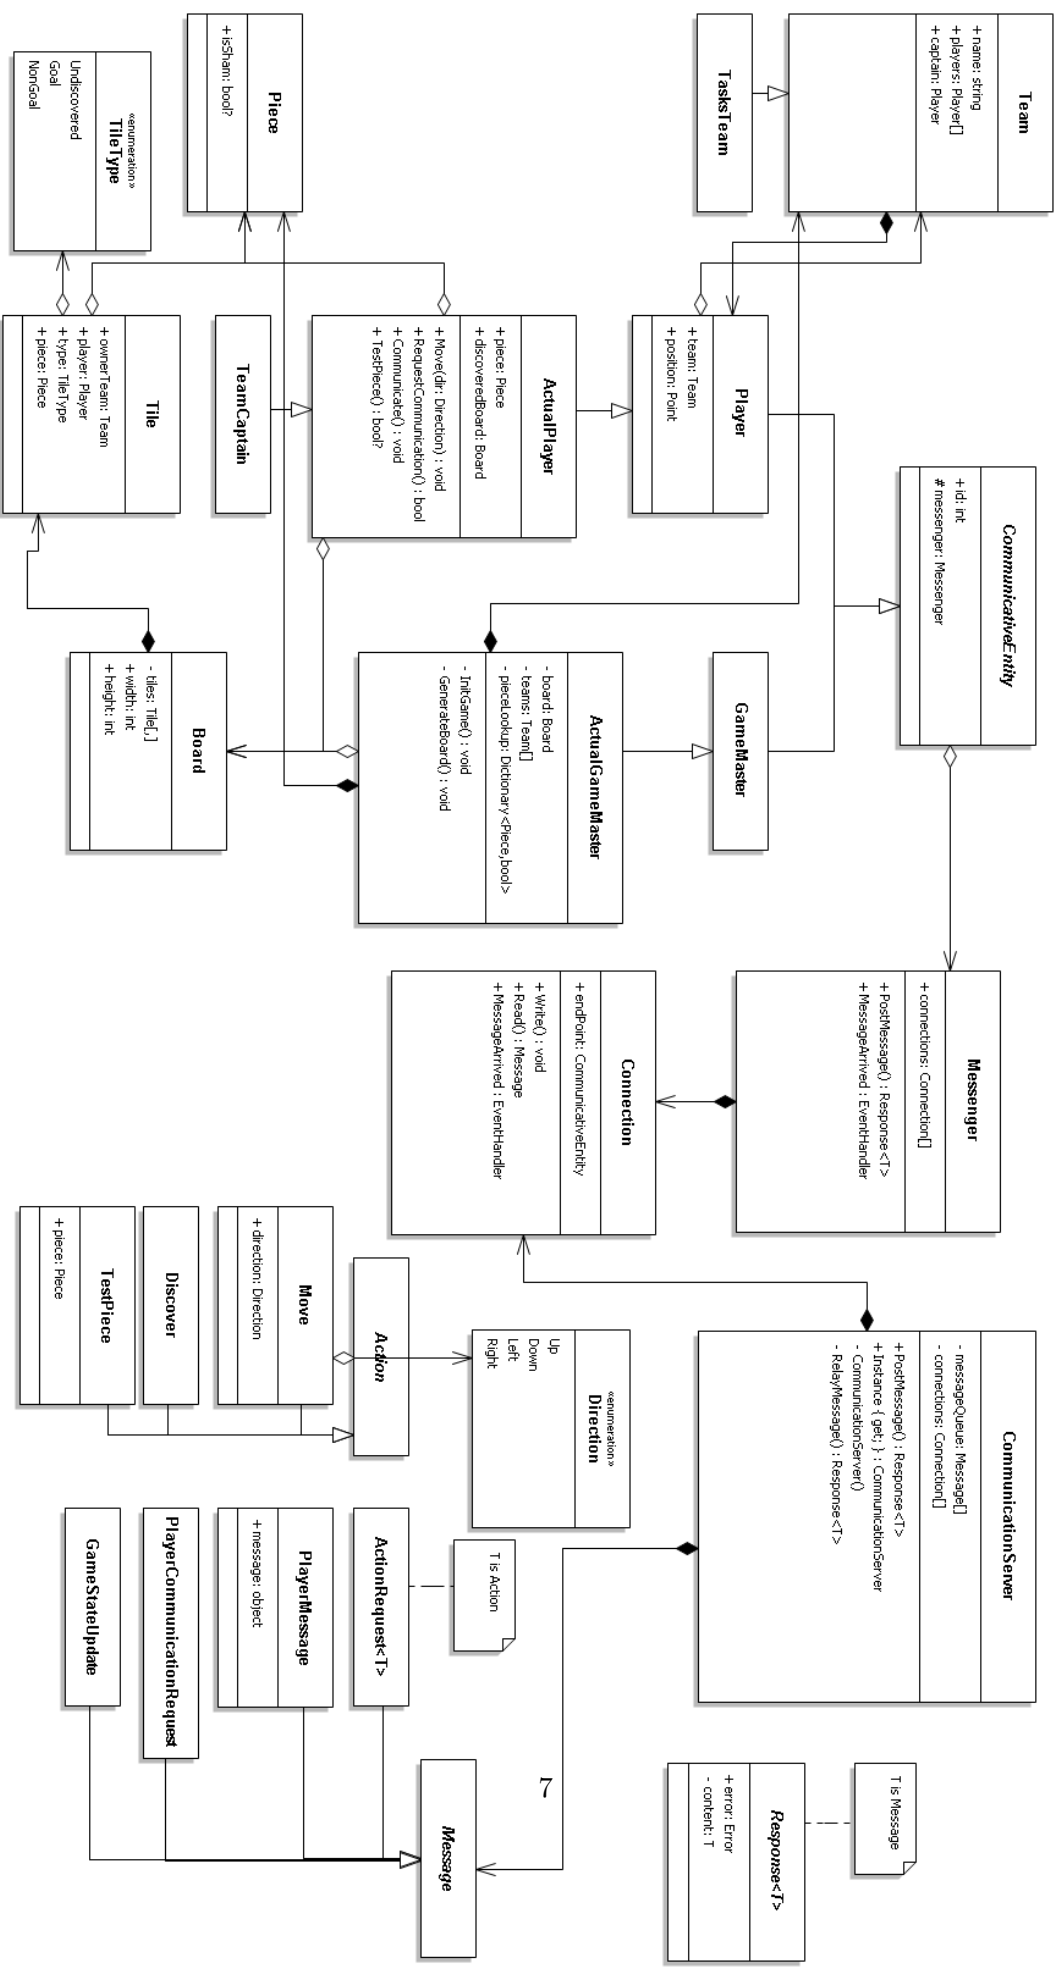 Team
+ name: string
+ players: Player[]
+ captain: Player
TasksTeam
Piece
+ isSham: bool?
«enumeration»
TileType
Undiscovered
Goal
NonGoal
CommunicativeEntity
+ id: int
# messenger: Messenger
Player
+ team: Team
+ position: Point
ActualPlayer
+ piece: Piece
+ discoveredBoard: Board
+ Move(dir: Direction) : void
+ RequestCommunication() : bool
+ Communicate() : void
+ TestPiece() : bool?
TeamCaptain
Tile
+ ownerTeam: Team
+ player: Player
+ type: TileType
+ piece: Piece
GameMaster
ActualGameMaster
- board: Board
- teams: Team[]
- pieceLookup: Dictionary<Piece,bool>
- InitGame() : void
- GenerateBoard() : void
Board
- tiles: Tile[,]
+ width: int
+ height: int
Messenger
+ connections: Connection[]
+ PostMessage() : Response<T>
+ MessageArrived : EventHandler
Connection
+ endPoint: CommunicativeEntity
+ Write() : void
+ Read() : Message
+ MessageArrived : EventHandler
CommunicationServer
- messageQueue: Message[]
- connections: Connection[]
+ PostMessage() : Response<T>
+ Instance { get; } : CommunicationServer
- CommunicationServer()
- RelayMessage() : Response<T>
«enumeration»
Direction
Up
Down
Left
Right
Action
Move
+ direction: Direction
Discover
TestPiece
+ piece: Piece
T is Action
ActionRequest<T>
PlayerMessage
+ message: object
PlayerCommunicationRequest
GameStateUpdate
T is Message
Response<T>
+ error: Error
- content: T
Message
7